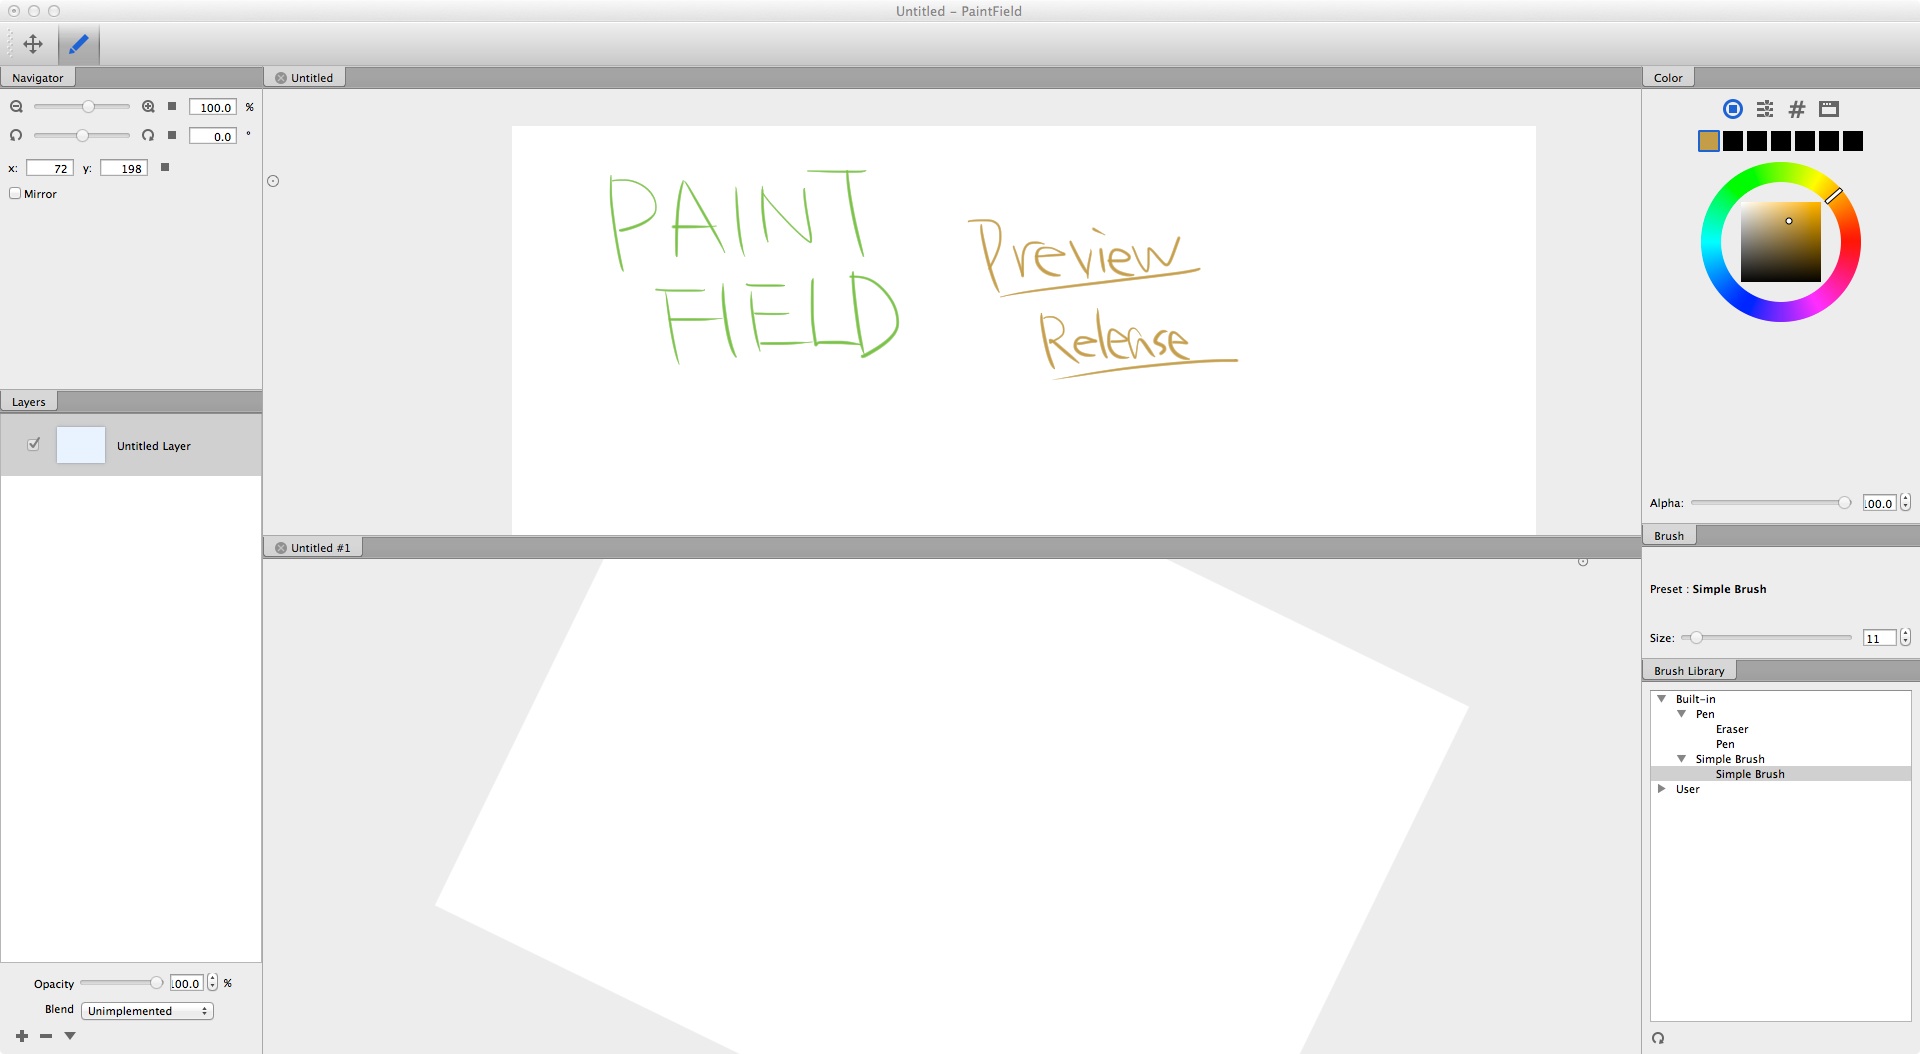 Untitled – PaintField
Navigator
Untitled
Color
100.0 %
0.0 °
x: 72 y: 198
Mirror
PAINT
FIELD
Preview
Release
Layers
Untitled Layer
Opacity 100.0 %
Blend Unimplemented
Untitled #1
Alpha: 100.0
Brush
Preset : Simple Brush
Size: 11
Brush Library
Built-in
Pen
Eraser
Pen
Simple Brush
Simple Brush
User